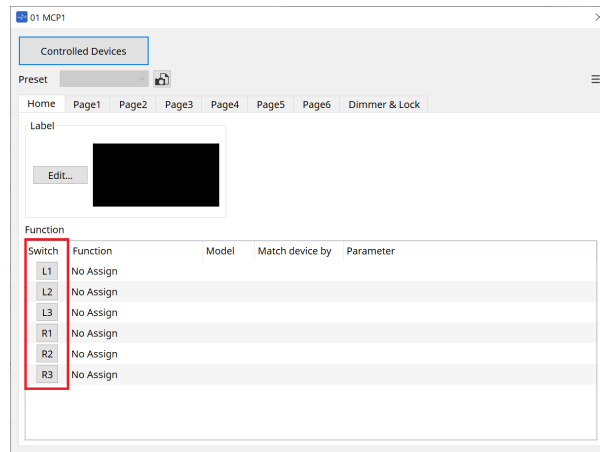 01 MCP1
Controlled Devices
Preset
Home Page1 Page2 Page3 Page4 Page5 Page6 Dimmer & Lock
Label
Edit...
Function
Switch Function Model Match device by Parameter
L1 No Assign
L2 No Assign
L3 No Assign
R1 No Assign
R2 No Assign
R3 No Assign